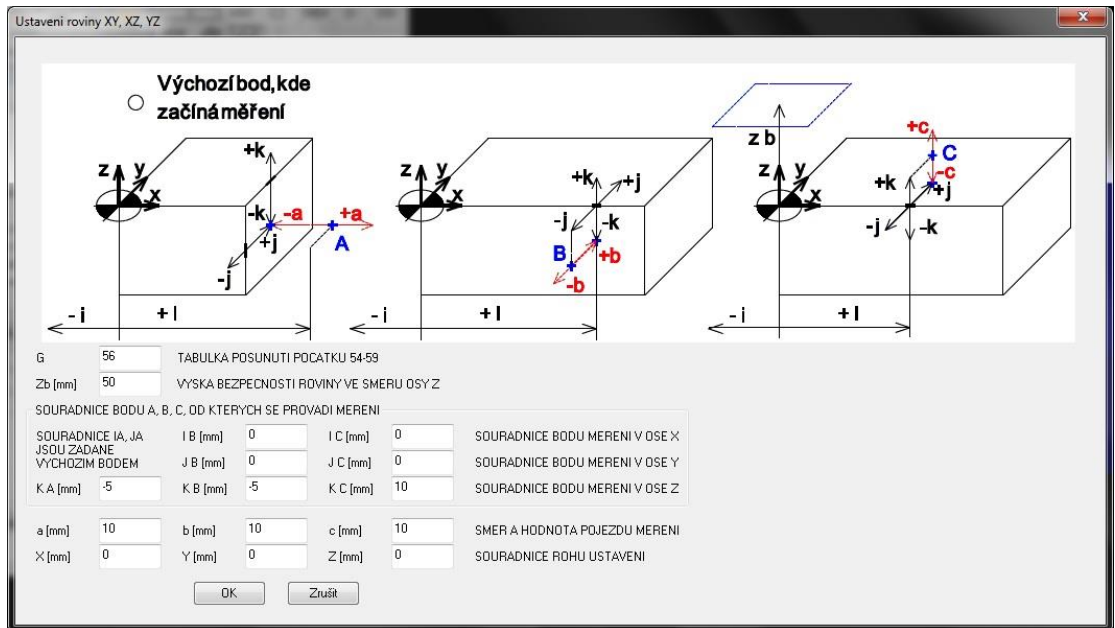 Ustavení roviny XY, XZ, YZ
x
Výchozí bod, kde
začíná měření
z y
x
+k
-k
-a
+a
A
+j
-j
- i
+ I
z y
x
+k
+j
-j
-k
B
+b
-b
- i
+ I
z b
z y
x
+c
C
-c
+k
+j
-j
-k
- i
+ I
G 56 TABULKA POSUNUTI POCATKU 54-59
Zb [mm] 50 VYSKA BEZPECNOSTI ROVINY VE SMERU OSY Z
SOURADNICE BODU A, B, C, OD KTERYCH SE PROVADI MERENI
SOURADNICE IA, JA
JSOU ZADANE
VYCHOZIM BODEM
I B [mm] 0 I C [mm] 0 SOURADNICE BODU MERENI V OSE X
J B [mm] 0 J C [mm] 0 SOURADNICE BODU MERENI V OSE Y
K A [mm] -5 K B [mm] -5 K C [mm] 10 SOURADNICE BODU MERENI V OSE Z
a [mm] 10 b [mm] 10 c [mm] 10 SMER A HODNOTA POJEZDU MERENI
X [mm] 0 Y [mm] 0 Z [mm] 0 SOURADNICE ROHU USTAVENI
OK Zrušit